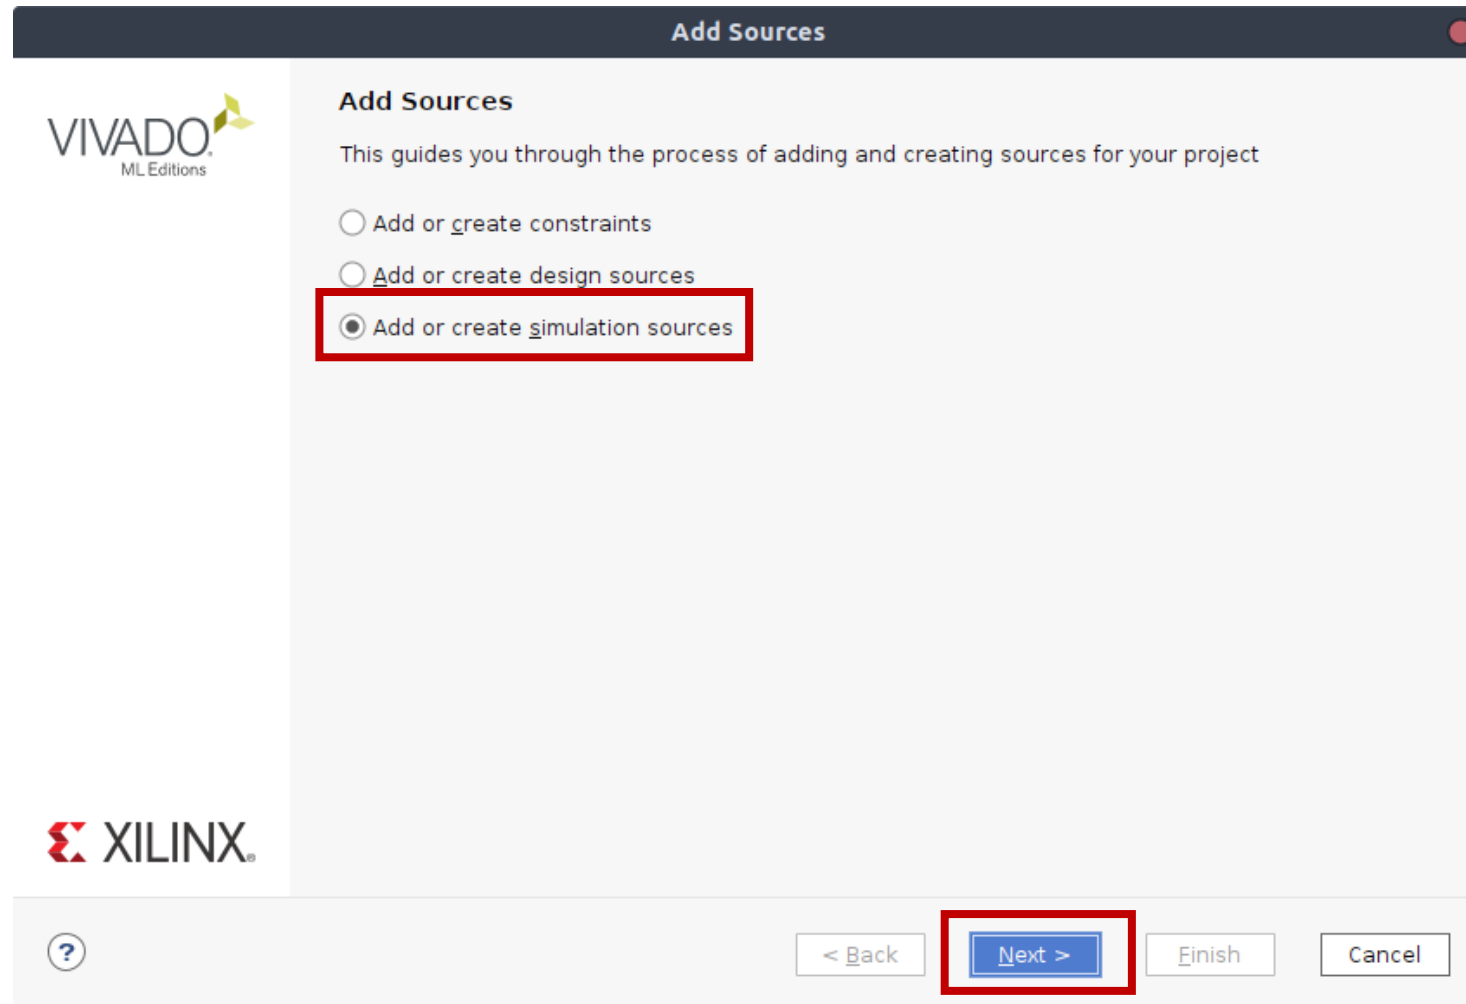 Add Sources
VIVADO
ML Editions
Add Sources
This guides you through the process of adding and creating sources for your project
Add or create constraints
Add or create design sources
Add or create simulation sources
XILINX
?
< Back
Next >
Finish
Cancel